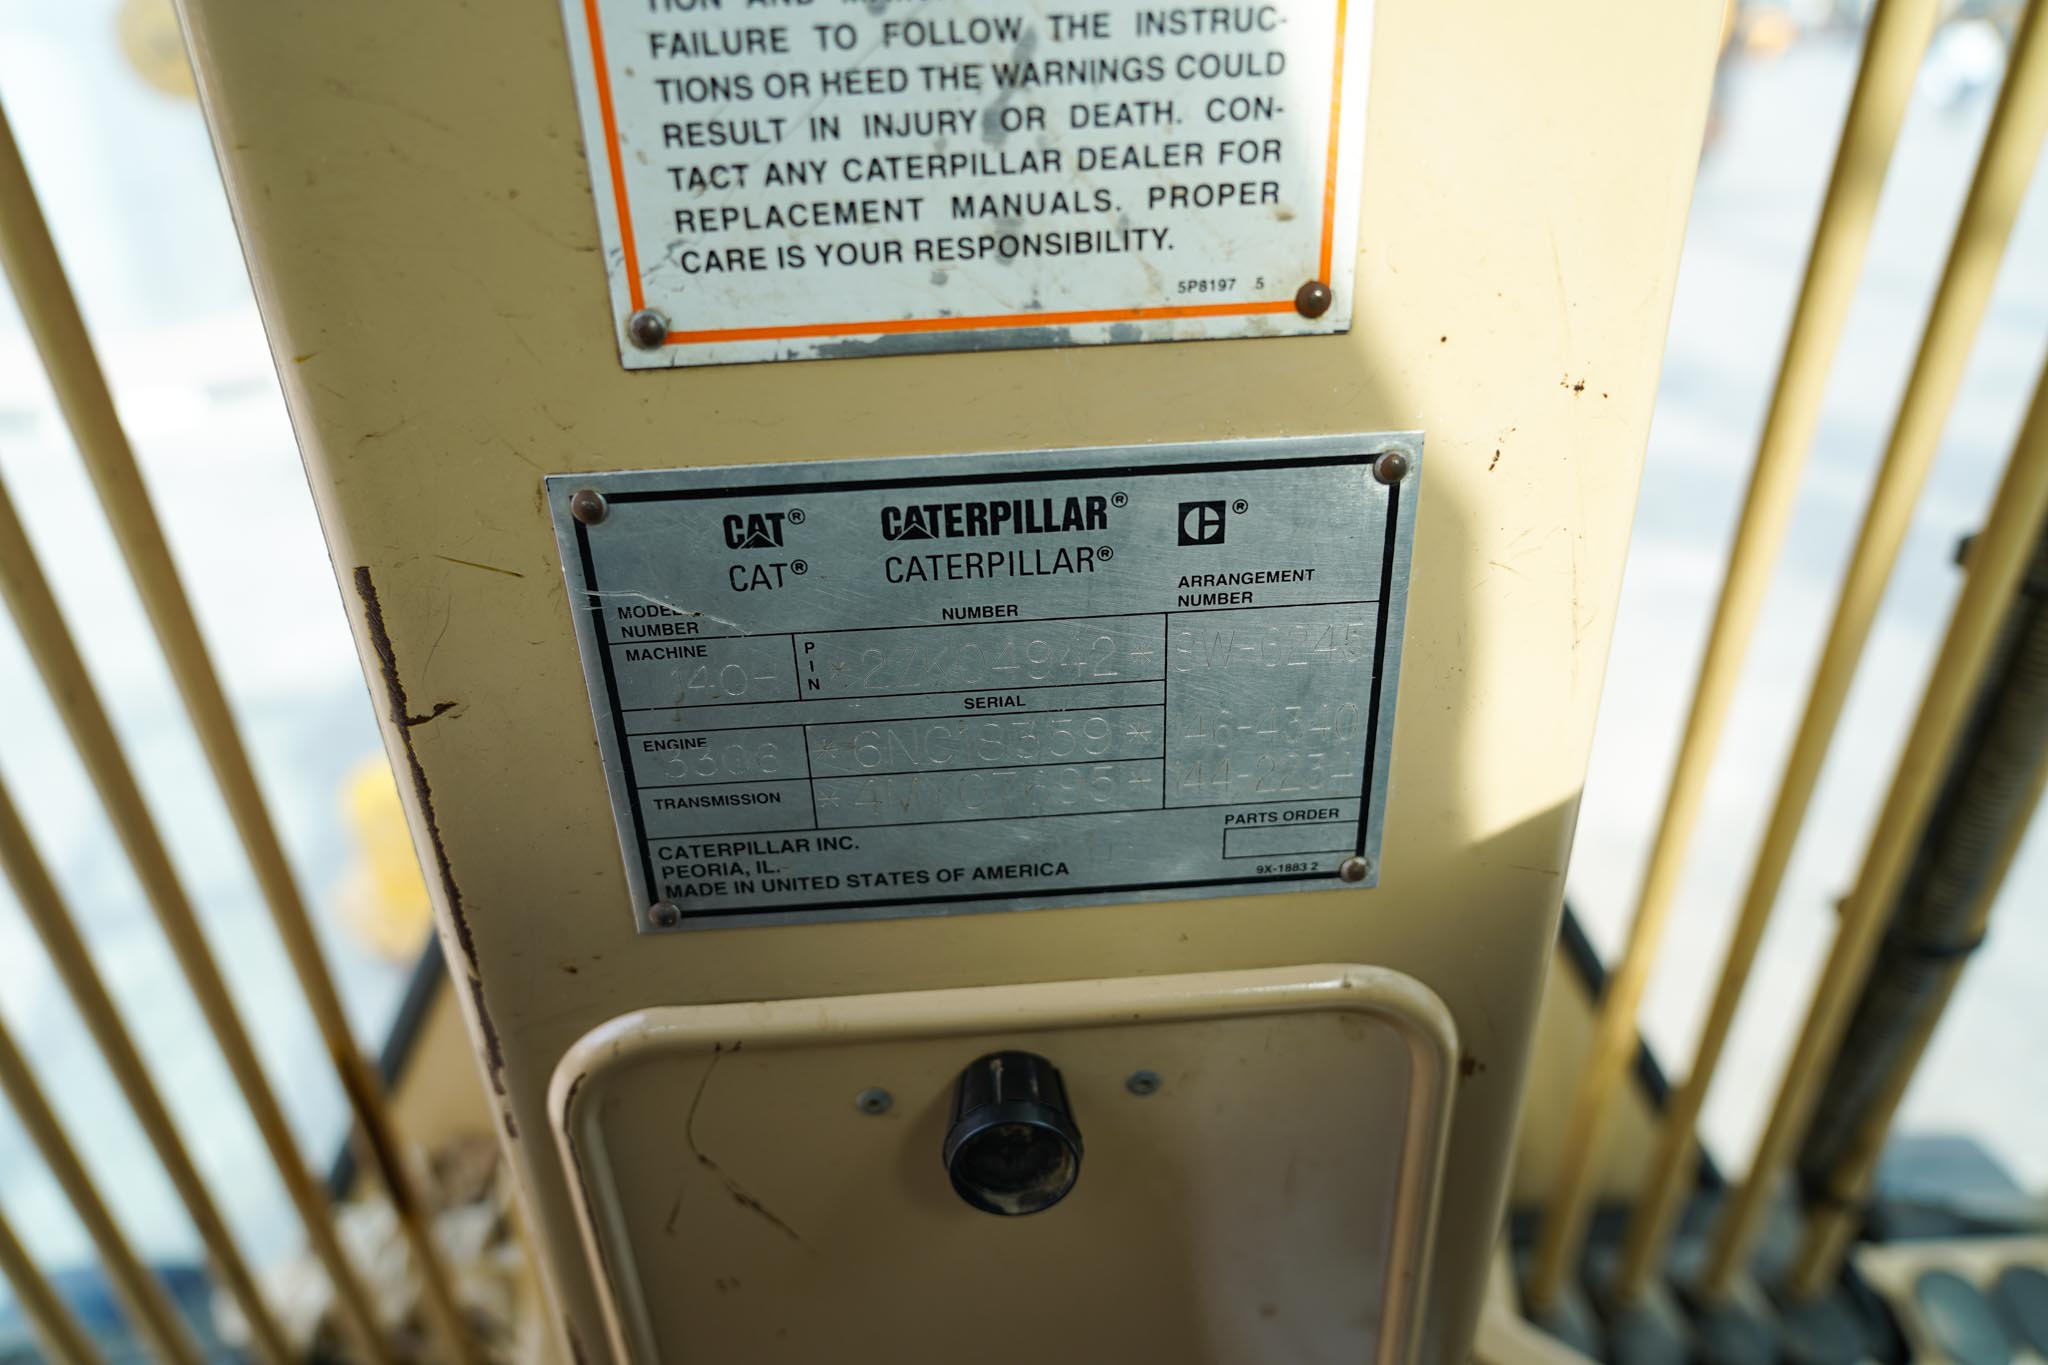 TION AND
FAILURE TO FOLLOW THE INSTRUC-
TIONS OR HEED THE WARNINGS COULD
RESULT IN INJURY OR DEATH. CON-
TACT ANY CATERPILLAR DEALER FOR
REPLACEMENT MANUALS. PROPER
CARE IS YOUR RESPONSIBILITY.
5P8197 5
CAT® CATERPILLAR® C®
CAT® CATERPILLAR®
MODEL NUMBER
NUMBER
ARRANGEMENT NUMBER
MACHINE
PIN *2ZK04942*
SERIAL
ENGINE
3306
*6NC18359*
146-4340
TRANSMISSION
CATERPILLAR INC.
PEORIA, IL.
MADE IN UNITED STATES OF AMERICA
PARTS ORDER
9X-1883 2